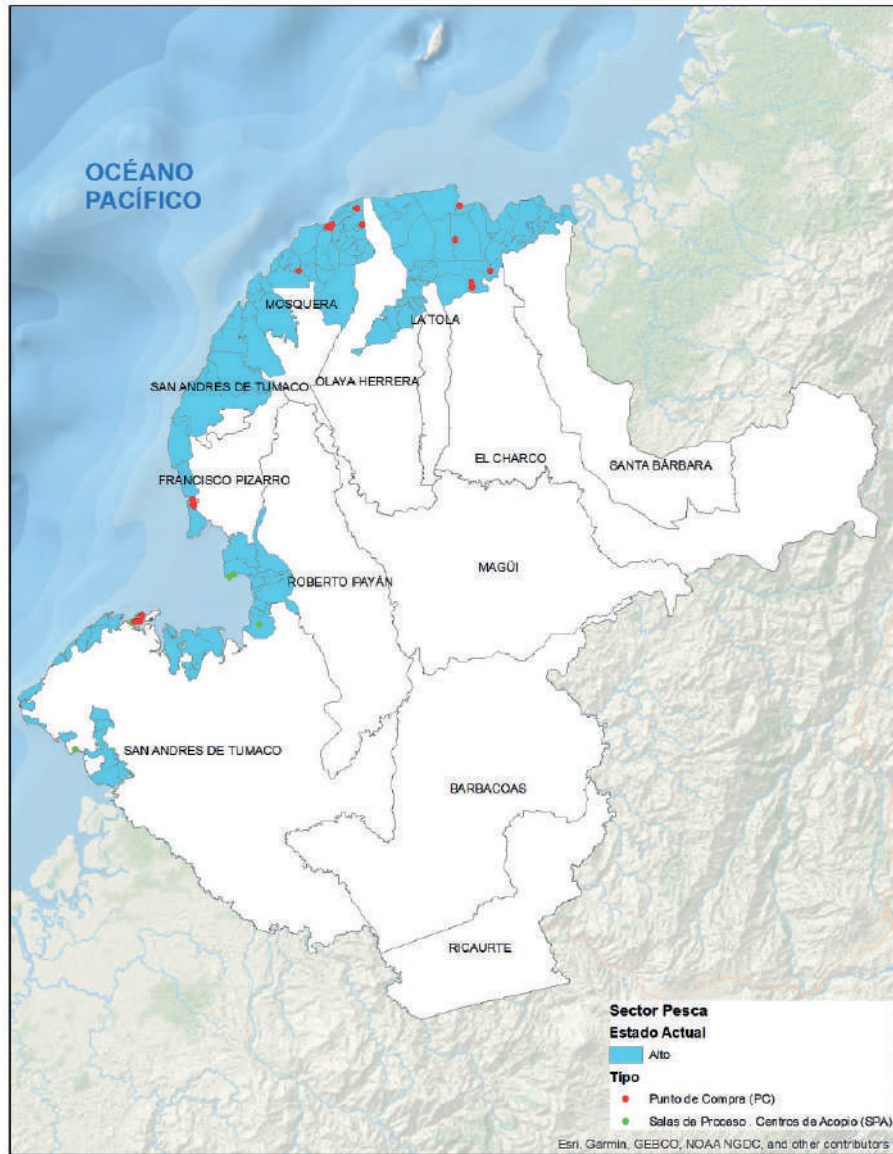 OCÉANO
PACÍFICO
MOSQUERA
LA TOLA
SAN ANDRES DE TUMACO
OLAYA HERRERA
EL CHARCO
SANTA BÁRBARA
FRANCISCO PIZARRO
MAGÜI
ROBERTO PAYÁN
SAN ANDRES DE TUMACO
BARBACOAS
RICAURTE
Sector Pesca
Estado Actual
Alto
Tipo
Punto de Compra (PC)
Salas de Proceso . Centros de Acopio (SPA)
Esri, Garmin, GEBCO, NOAA NGDC, and other contributors